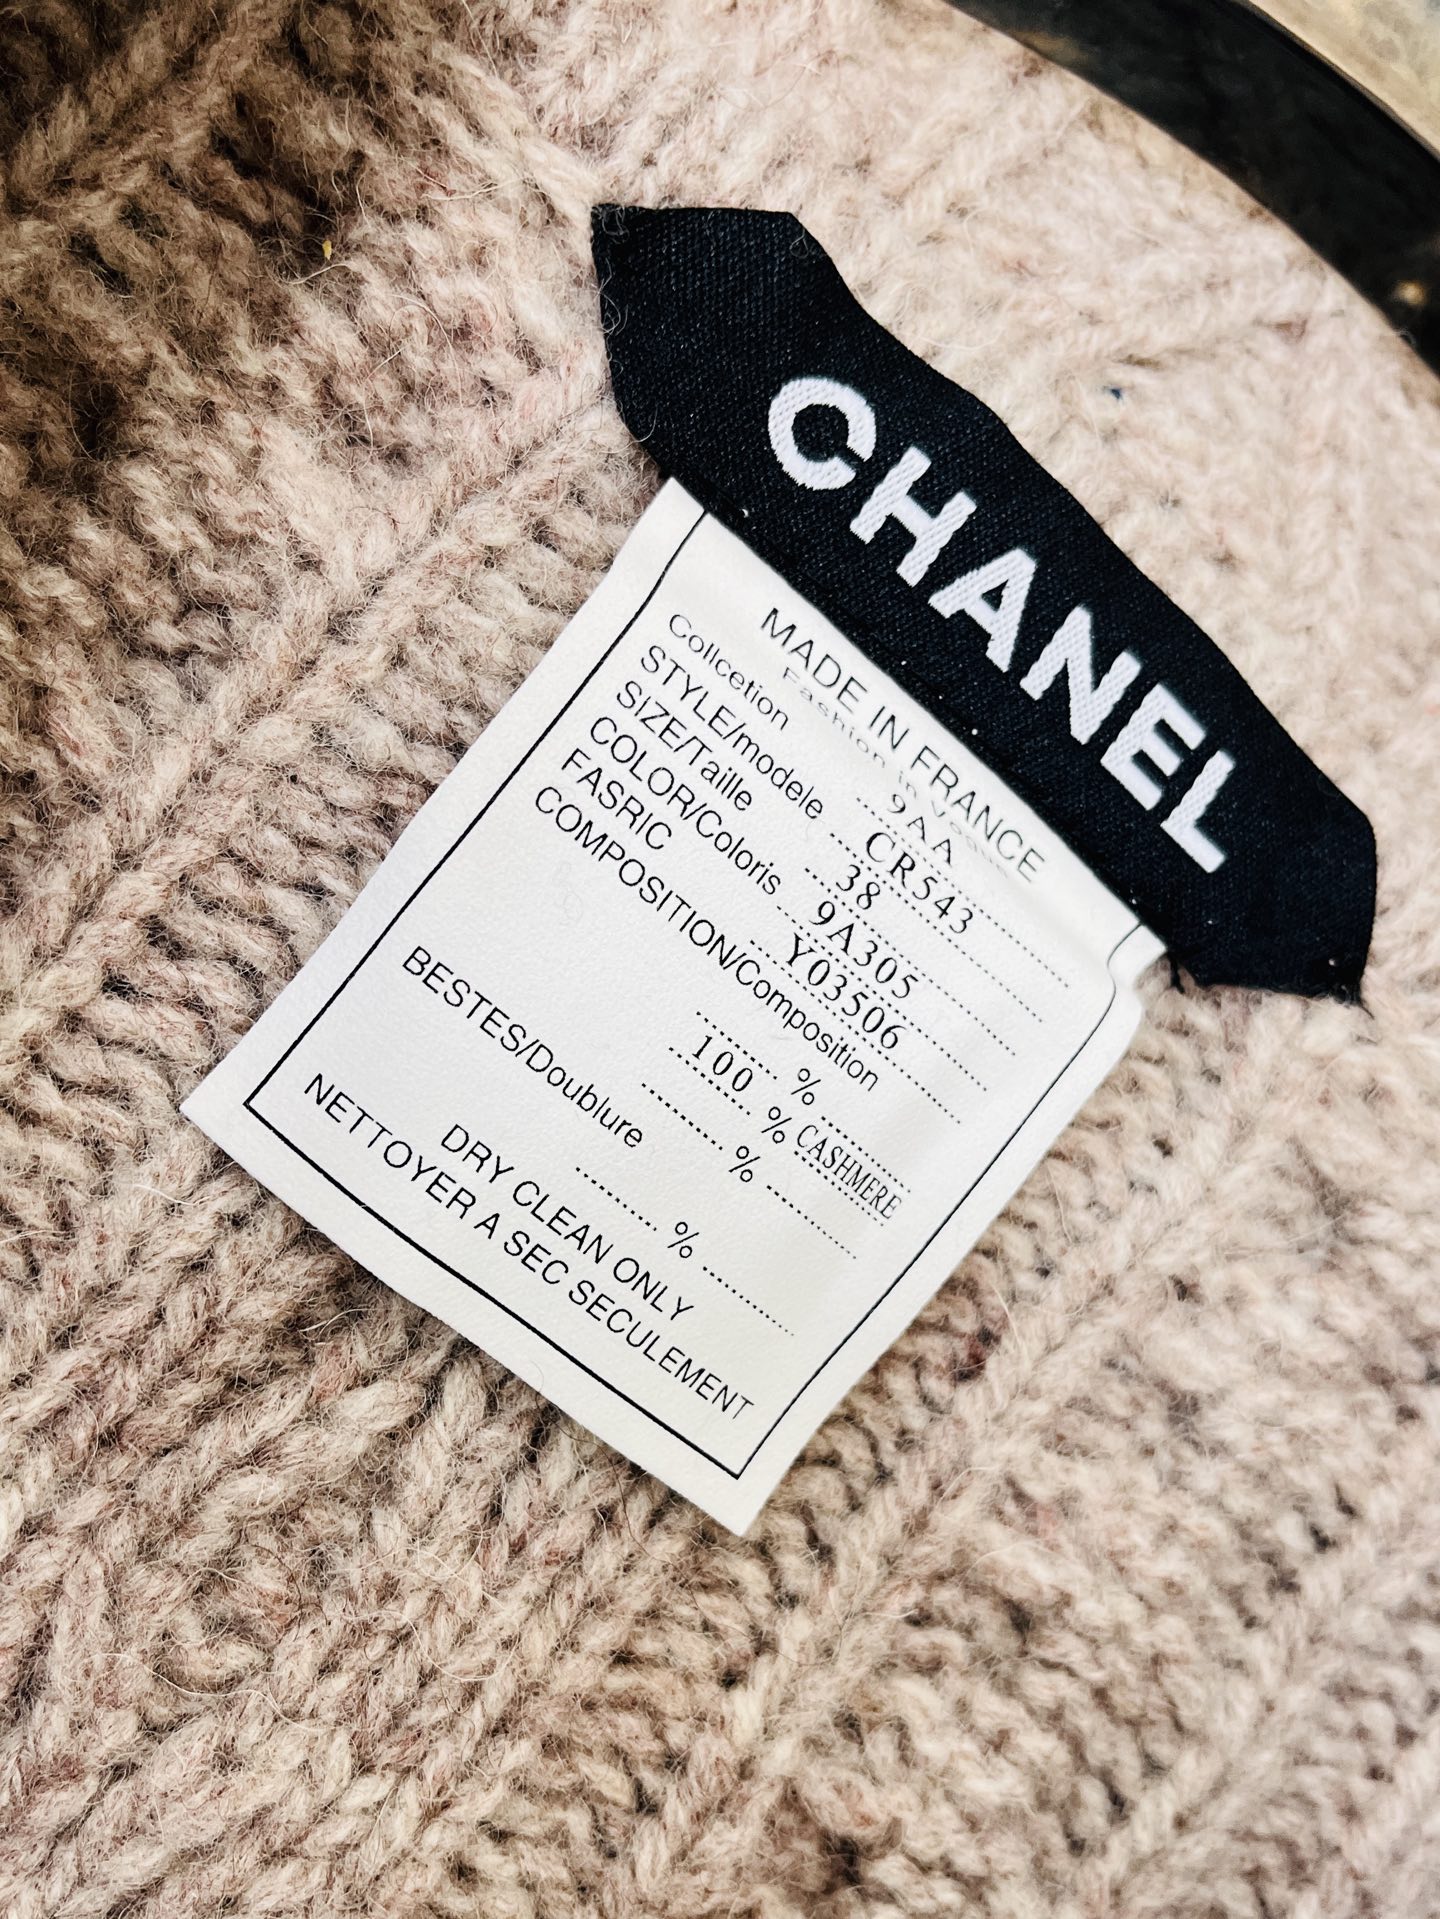 CHANEL
MADE IN FRANCE
Fashion in Vogue
Collcetion 9AA
STYLE/modele CR543
SIZE/Taille 38
COLOR/Coloris 9A305
FASRIC Y03506
COMPOSITION/Composition
%
100 % CASHMERE
%
BESTES/Doublure
%
DRY CLEAN ONLY
NETTOYER A SEC SECULEMENT